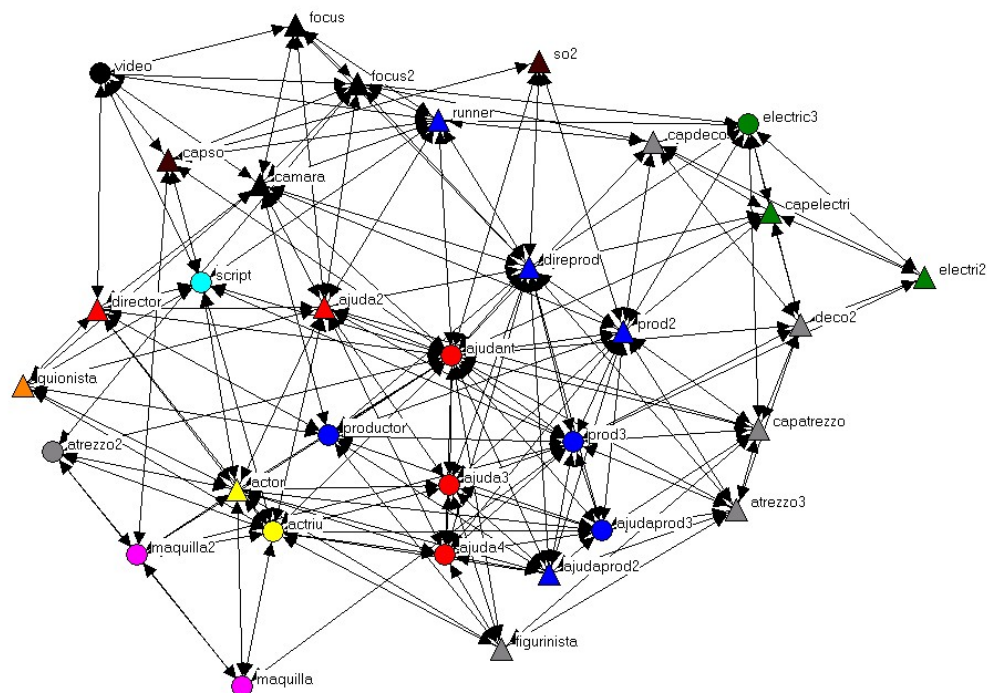 focus
so2
video
focus2
runner
electric3
capdeco
capso
camara
capelectri
direprod
script
electri2
director
ajuda2
deco2
prod2
ajudant
guionista
productor
prod3
capatrezzo
atrezzo2
ajuda3
actor
atrezzo3
actriu
ajudaprod3
maquilla2
ajuda4
ajudaprod2
figurinista
maquilla